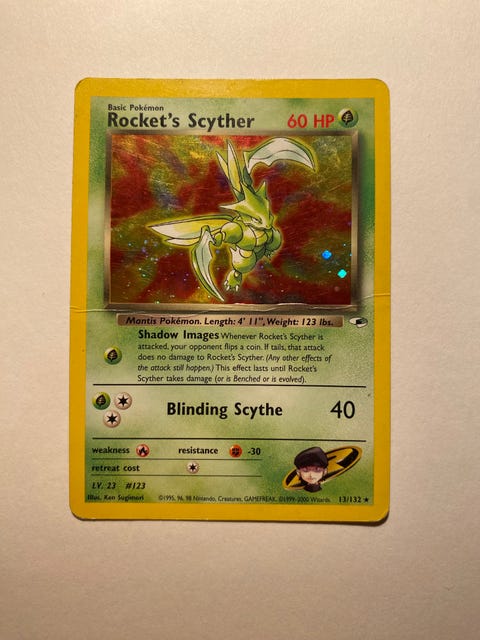 Basic Pokémon
Rocket's Scyther 60 HP
Mantis Pokémon. Length: 4' 11", Weight: 123 lbs.
Shadow Images Whenever Rocket's Scyther is
attacked, your opponent flips a coin. If tails, that attack
does no damage to Rocket's Scyther. (Any other effects of
the attack still happen.) This effect lasts until Rocket's
Scyther takes damage (or is Benched or is evolved).
Blinding Scythe 40
weakness resistance -30
retreat cost
LV. 23 #123
Illus. Ken Sugimori ©1995, 96, 98 Nintendo, Creatures, GAMEFREAK. ©1999-2000 Wizards. 13/132 ★